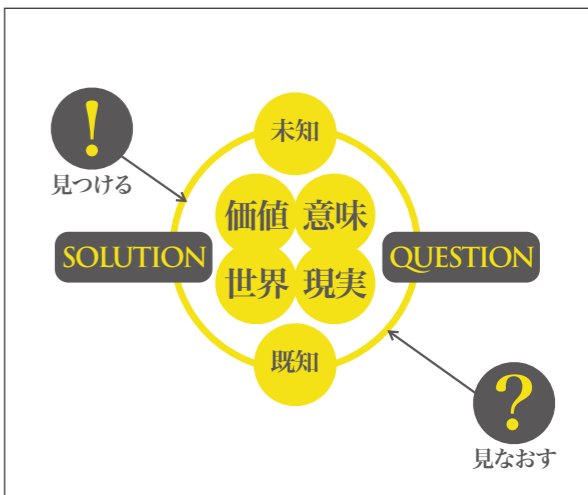 !
見つける
未知
価値 意味
SOLUTION
QUESTION
世界 現実
既知
?
見なおす